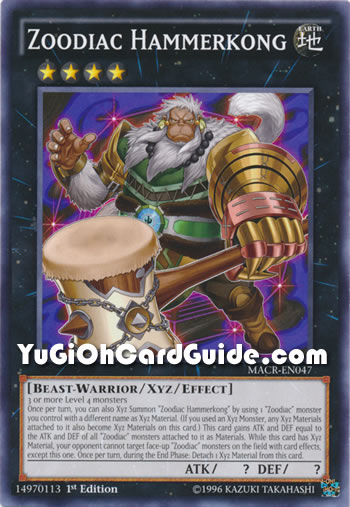 ZOODIAC HAMMERKONG
EARTH
地
YuGiOhCardGuide.com
MACR-EN047
[BEAST-WARRIOR/XYZ/EFFECT]
3 or more Level 4 monsters
Once per turn, you can also Xyz Summon "Zoodiac Hammerkong" by using 1 "Zoodiac" monster
you control with a different name as Xyz Material. (If you used an Xyz Monster, any Xyz Materials
attached to it also become Xyz Materials on this card.) This card gains ATK and DEF equal to
the ATK and DEF of all "Zoodiac" monsters attached to it as Materials. While this card has Xyz
Material, your opponent cannot target face-up "Zoodiac" monsters on the field with card effects,
except this one. Once per turn, during the End Phase: Detach 1 Xyz Material from this card.
ATK/ ? DEF/ ?
14970113 1st Edition ©1996 KAZUKI TAKAHASHI